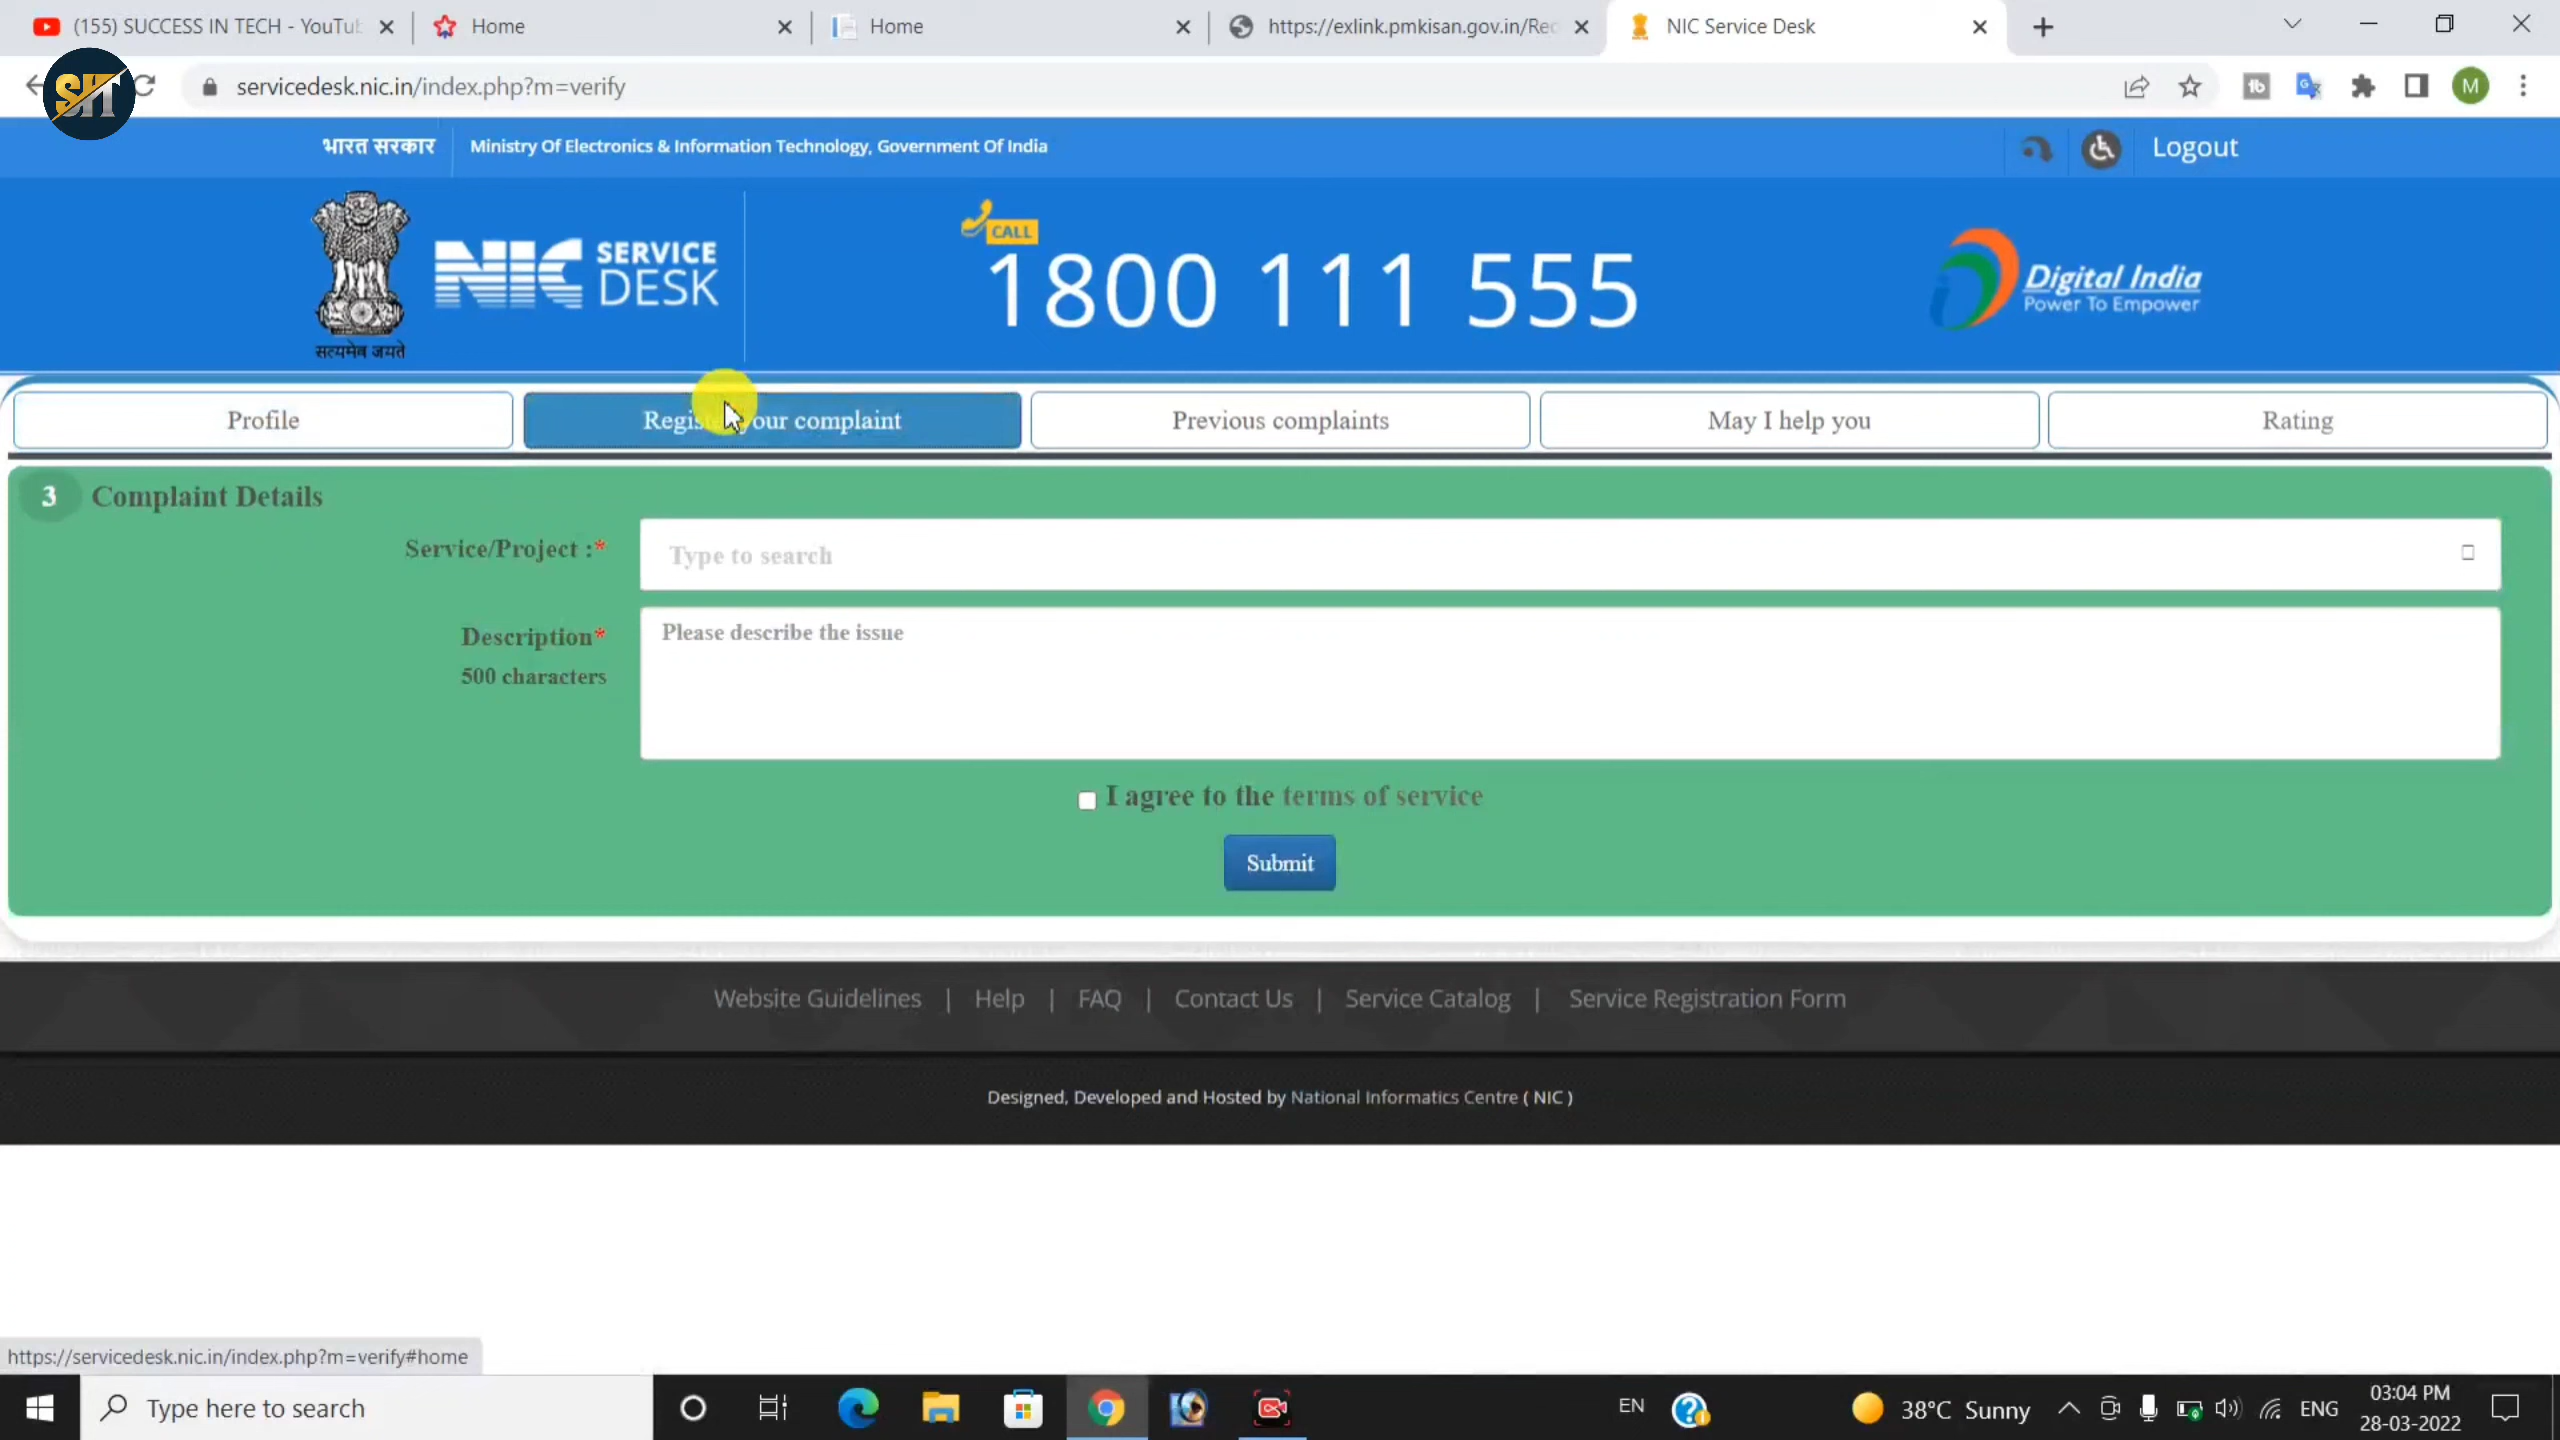 (155) SUCCESS IN TECH - YouTub
Home
Home
https://exlink.pmkisan.gov.in/Rec
NIC Service Desk
SIT
servicedesk.nic.in/index.php?m=verify
M
भारत सरकार
Ministry Of Electronics & Information Technology, Government Of India
Logout
सत्यमेव जयते
NIC SERVICE DESK
CALL
1800 111 555
Digital India
Power To Empower
Profile
Register your complaint
Previous complaints
May I help you
Rating
3 Complaint Details
Service/Project :*
Type to search
Description*
500 characters
Please describe the issue
I agree to the terms of service
Submit
Website Guidelines | Help | FAQ | Contact Us | Service Catalog | Service Registration Form
Designed, Developed and Hosted by National Informatics Centre ( NIC )
https://servicedesk.nic.in/index.php?m=verify#home
Type here to search
EN
38°C Sunny
ENG
03:04 PM
28-03-2022